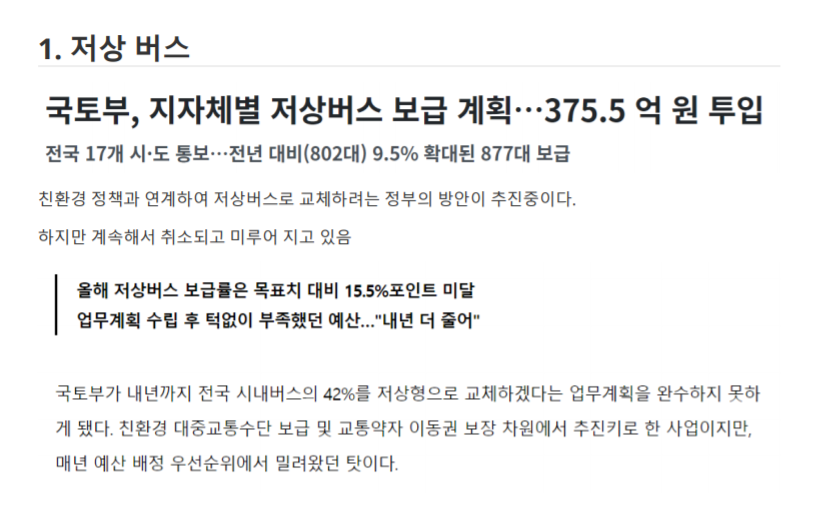 1. 저상 버스
국토부, 지자체별 저상버스 보급 계획…375.5 억 원 투입
전국 17개 시·도 통보…전년 대비(802대) 9.5% 확대된 877대 보급
친환경 정책과 연계하여 저상버스로 교체하려는 정부의 방안이 추진중이다.
하지만 계속해서 취소되고 미루어 지고 있음
올해 저상버스 보급률은 목표치 대비 15.5%포인트 미달
업무계획 수립 후 턱없이 부족했던 예산..."내년 더 줄어"
국토부가 내년까지 전국 시내버스의 42%를 저상형으로 교체하겠다는 업무계획을 완수하지 못하
게 됐다. 친환경 대중교통수단 보급 및 교통약자 이동권 보장 차원에서 추진키로 한 사업이지만,
매년 예산 배정 우선순위에서 밀려왔던 탓이다.